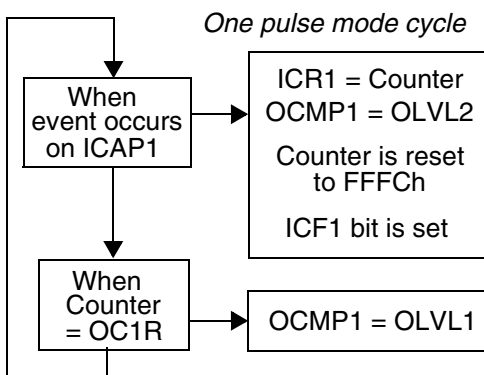 One pulse mode cycle
When
event occurs
on ICAP1
ICR1 = Counter
OCMP1 = OLVL2
Counter is reset
to FFFCh
ICF1 bit is set
When
Counter
= OC1R
OCMP1 = OLVL1